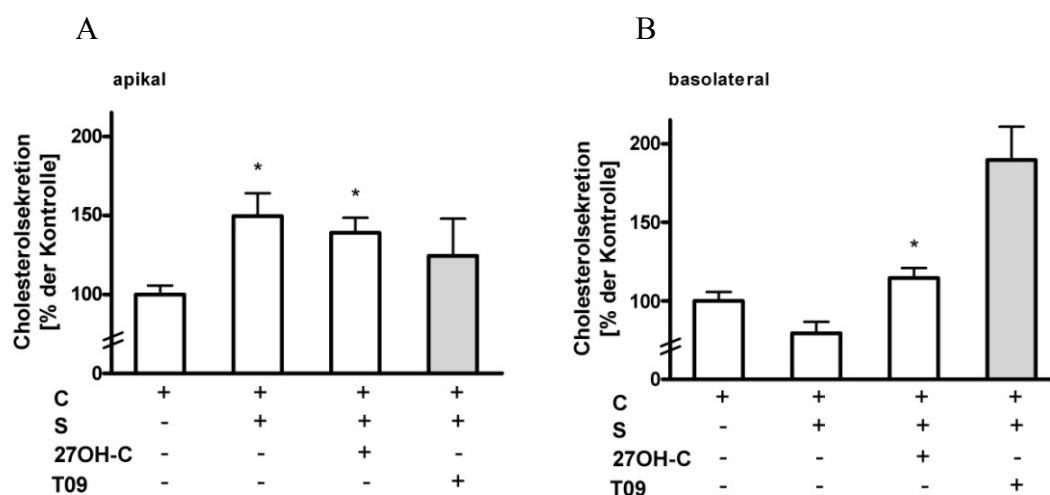 A
apikal
Cholesterolsekretion
[% der Kontrolle]
200
150
100
0
*
*
C + + + +
S - + + +
27OH-C - - + -
T09 - - - +
B
basolateral
Cholesterolsekretion
[% der Kontrolle]
200
150
100
0
*
C + + + +
S - + + +
27OH-C - - + -
T09 - - - +